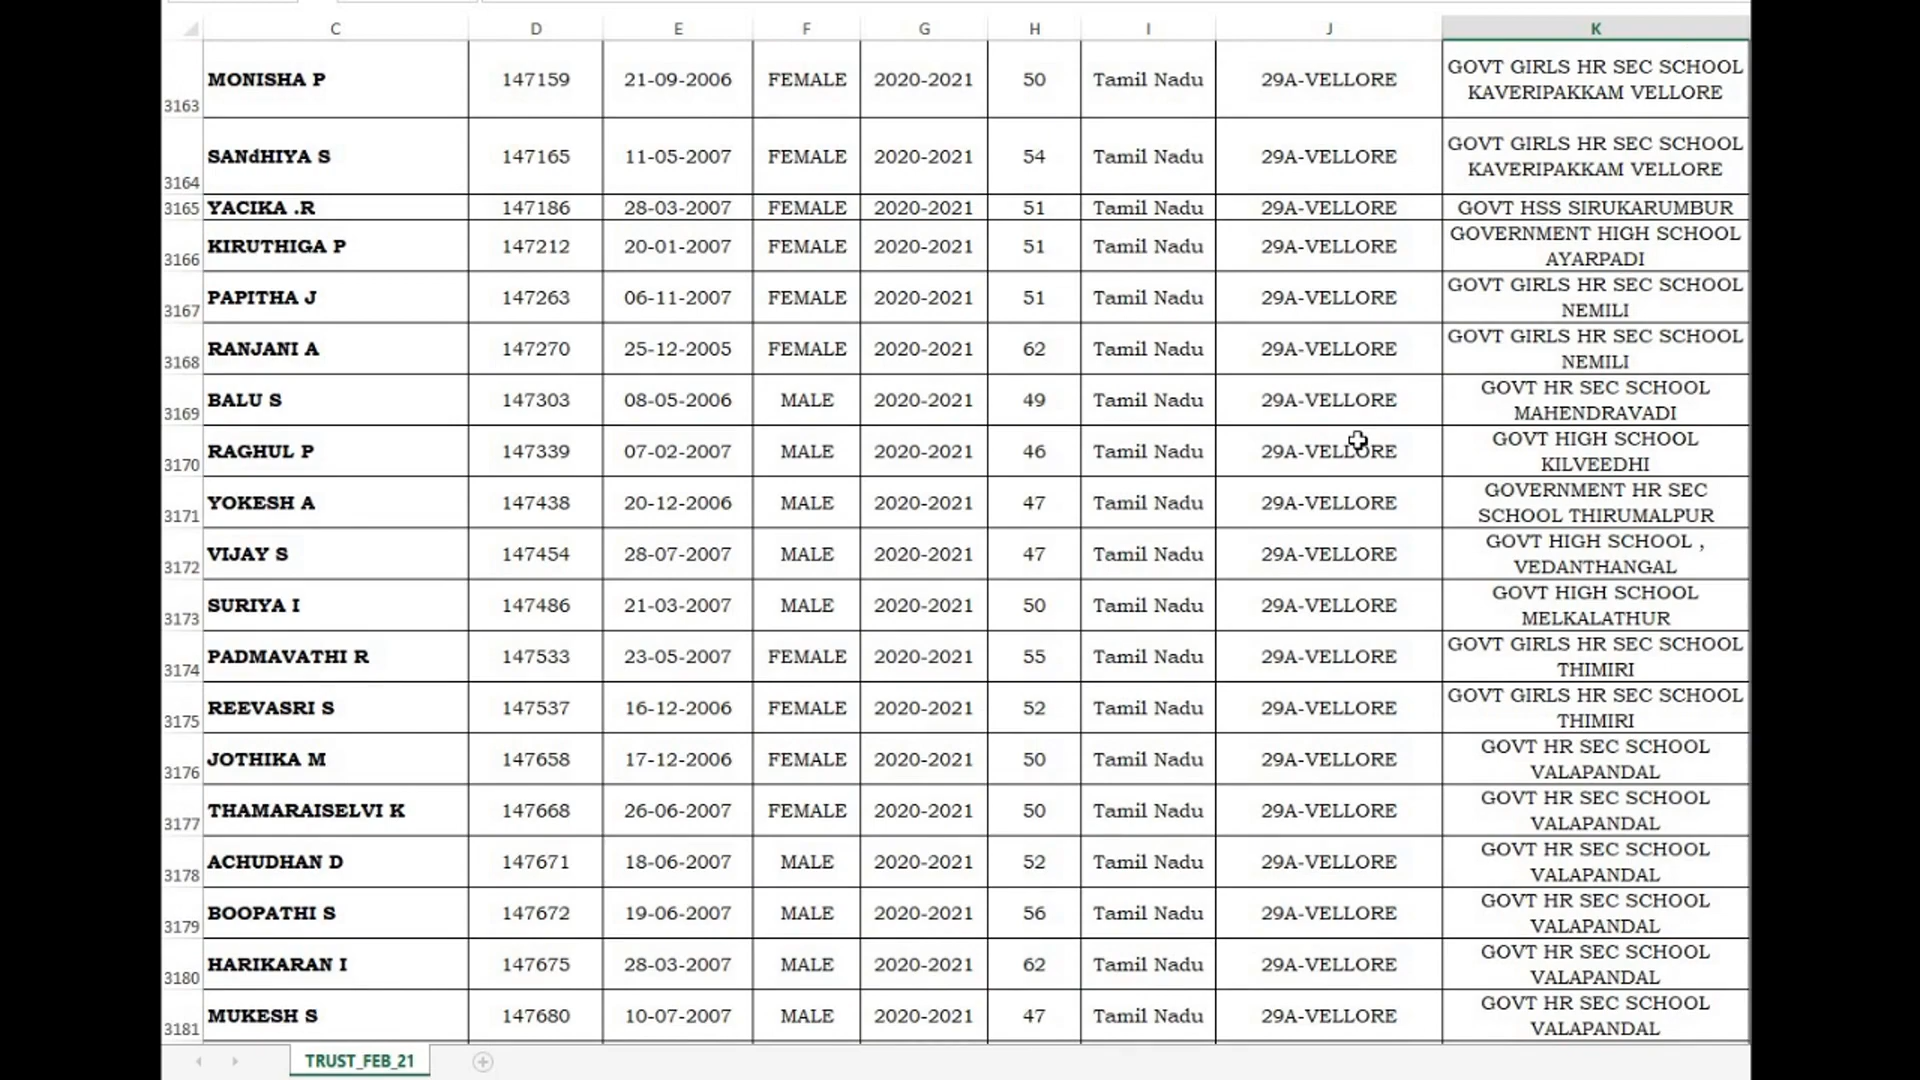 C D E F G H I J K
3163 MONISHA P 147159 21-09-2006 FEMALE 2020-2021 50 Tamil Nadu 29A-VELLORE GOVT GIRLS HR SEC SCHOOL
KAVERIPAKKAM VELLORE
3164 SANdHIYA S 147165 11-05-2007 FEMALE 2020-2021 54 Tamil Nadu 29A-VELLORE GOVT GIRLS HR SEC SCHOOL
KAVERIPAKKAM VELLORE
3165 YACIKA .R 147186 28-03-2007 FEMALE 2020-2021 51 Tamil Nadu 29A-VELLORE GOVT HSS SIRUKARUMBUR
3166 KIRUTHIGA P 147212 20-01-2007 FEMALE 2020-2021 51 Tamil Nadu 29A-VELLORE GOVERNMENT HIGH SCHOOL
AYARPADI
3167 PAPITHA J 147263 06-11-2007 FEMALE 2020-2021 51 Tamil Nadu 29A-VELLORE GOVT GIRLS HR SEC SCHOOL
NEMILI
3168 RANJANI A 147270 25-12-2005 FEMALE 2020-2021 62 Tamil Nadu 29A-VELLORE GOVT GIRLS HR SEC SCHOOL
NEMILI
3169 BALU S 147303 08-05-2006 MALE 2020-2021 49 Tamil Nadu 29A-VELLORE GOVT HR SEC SCHOOL
MAHENDRAVADI
3170 RAGHUL P 147339 07-02-2007 MALE 2020-2021 46 Tamil Nadu 29A-VELLORE GOVT HIGH SCHOOL
KILVEEDHI
3171 YOKESH A 147438 20-12-2006 MALE 2020-2021 47 Tamil Nadu 29A-VELLORE GOVERNMENT HR SEC
SCHOOL THIRUMALPUR
3172 VIJAY S 147454 28-07-2007 MALE 2020-2021 47 Tamil Nadu 29A-VELLORE GOVT HIGH SCHOOL ,
VEDANTHANGAL
3173 SURIYA I 147486 21-03-2007 MALE 2020-2021 50 Tamil Nadu 29A-VELLORE GOVT HIGH SCHOOL
MELKALATHUR
3174 PADMAVATHI R 147533 23-05-2007 FEMALE 2020-2021 55 Tamil Nadu 29A-VELLORE GOVT GIRLS HR SEC SCHOOL
THIMIRI
3175 REEVASRI S 147537 16-12-2006 FEMALE 2020-2021 52 Tamil Nadu 29A-VELLORE GOVT GIRLS HR SEC SCHOOL
THIMIRI
3176 JOTHIKA M 147658 17-12-2006 FEMALE 2020-2021 50 Tamil Nadu 29A-VELLORE GOVT HR SEC SCHOOL
VALAPANDAL
3177 THAMARAISELVI K 147668 26-06-2007 FEMALE 2020-2021 50 Tamil Nadu 29A-VELLORE GOVT HR SEC SCHOOL
VALAPANDAL
3178 ACHUDHAN D 147671 18-06-2007 MALE 2020-2021 52 Tamil Nadu 29A-VELLORE GOVT HR SEC SCHOOL
VALAPANDAL
3179 BOOPATHI S 147672 19-06-2007 MALE 2020-2021 56 Tamil Nadu 29A-VELLORE GOVT HR SEC SCHOOL
VALAPANDAL
3180 HARIKARAN I 147675 28-03-2007 MALE 2020-2021 62 Tamil Nadu 29A-VELLORE GOVT HR SEC SCHOOL
VALAPANDAL
3181 MUKESH S 147680 10-07-2007 MALE 2020-2021 47 Tamil Nadu 29A-VELLORE GOVT HR SEC SCHOOL
VALAPANDAL
TRUST_FEB_21